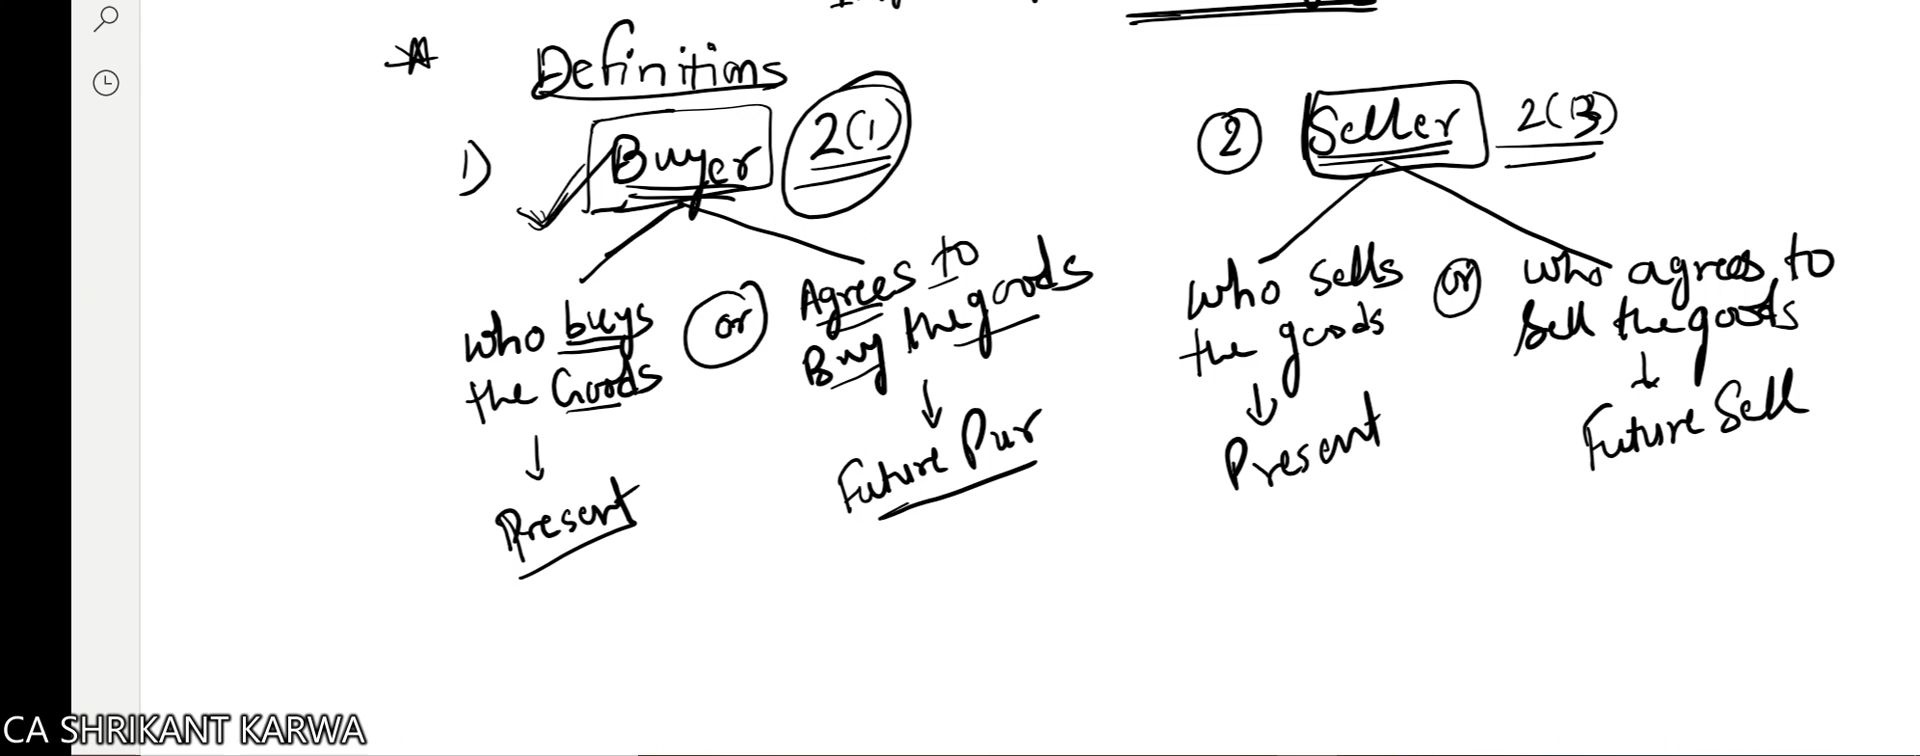 Definitions
1) Buyer 2(1)
who buys
the Goods
or
Agrees to
Buy the goods
Present
Future Pur
2 Seller 2(13)
who sells
the goods
or
who agrees to
Sell the goods
Present
Future Sell
CA SHRIKANT KARWA